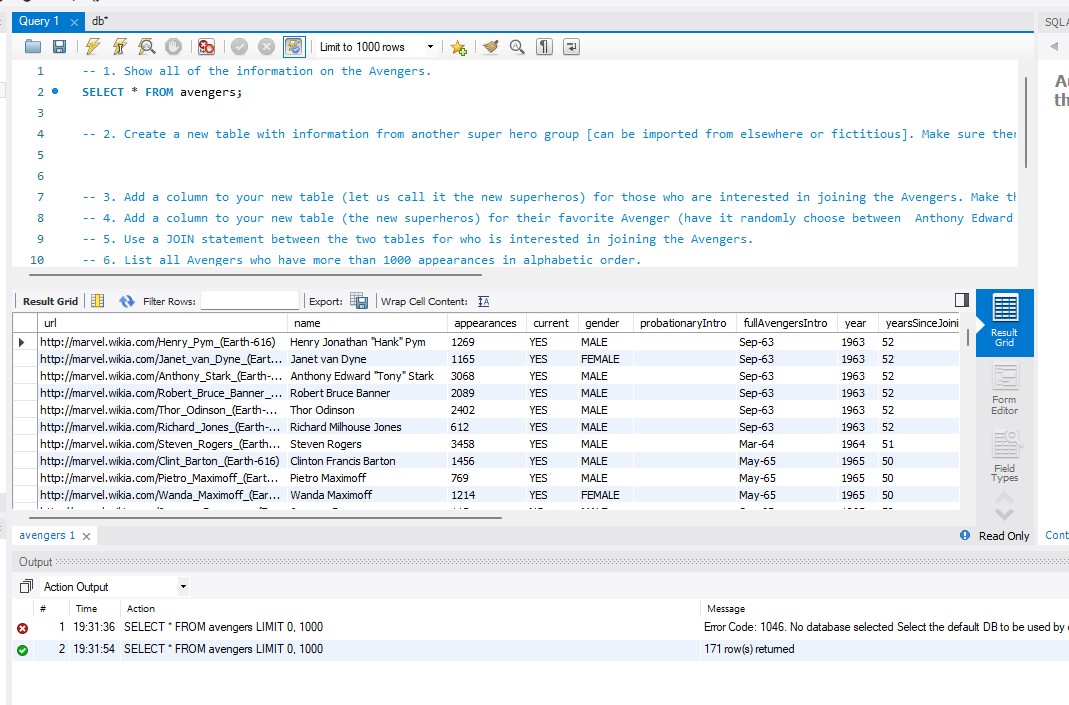 Query 1 db*
SQLA
Limit to 1000 rows
1 -- 1. Show all of the information on the Avengers.
2 SELECT * FROM avengers;
3
4 -- 2. Create a new table with information from another super hero group [can be imported from elsewhere or fictitious]. Make sure ther
5
6
7 -- 3. Add a column to your new table (let us call it the new superheros) for those who are interested in joining the Avengers. Make th
8 -- 4. Add a column to your new table (the new superheros) for their favorite Avenger (have it randomly choose between  Anthony Edward
9 -- 5. Use a JOIN statement between the two tables for who is interested in joining the Avengers.
10 -- 6. List all Avengers who have more than 1000 appearances in alphabetic order.
Au
th
Result Grid Filter Rows: Export: Wrap Cell Content: IA
url name appearances current gender probationaryIntro fullAvengersIntro year yearsSinceJoini
http://marvel.wikia.com/Henry_Pym_(Earth-616) Henry Jonathan "Hank" Pym 1269 YES MALE Sep-63 1963 52
http://marvel.wikia.com/Janet_van_Dyne_(Eart... Janet van Dyne 1165 YES FEMALE Sep-63 1963 52
http://marvel.wikia.com/Anthony_Stark_(Earth-... Anthony Edward "Tony" Stark 3068 YES MALE Sep-63 1963 52
http://marvel.wikia.com/Robert_Bruce_Banner_... Robert Bruce Banner 2089 YES MALE Sep-63 1963 52
http://marvel.wikia.com/Thor_Odinson_(Earth-... Thor Odinson 2402 YES MALE Sep-63 1963 52
http://marvel.wikia.com/Richard_Jones_(Earth-... Richard Milhouse Jones 612 YES MALE Sep-63 1963 52
http://marvel.wikia.com/Steven_Rogers_(Earth... Steven Rogers 3458 YES MALE Mar-64 1964 51
http://marvel.wikia.com/Clint_Barton_(Earth-616) Clinton Francis Barton 1456 YES MALE May-65 1965 50
http://marvel.wikia.com/Pietro_Maximoff_(Eart... Pietro Maximoff 769 YES MALE May-65 1965 50
http://marvel.wikia.com/Wanda_Maximoff_(Ear... Wanda Maximoff 1214 YES FEMALE May-65 1965 50
Result
Grid
Form
Editor
Field
Types
avengers 1 Read Only
Cont
Output
Action Output
# Time Action Message
1 19:31:36 SELECT * FROM avengers LIMIT 0, 1000 Error Code: 1046. No database selected Select the default DB to be used by
2 19:31:54 SELECT * FROM avengers LIMIT 0, 1000 171 row(s) returned